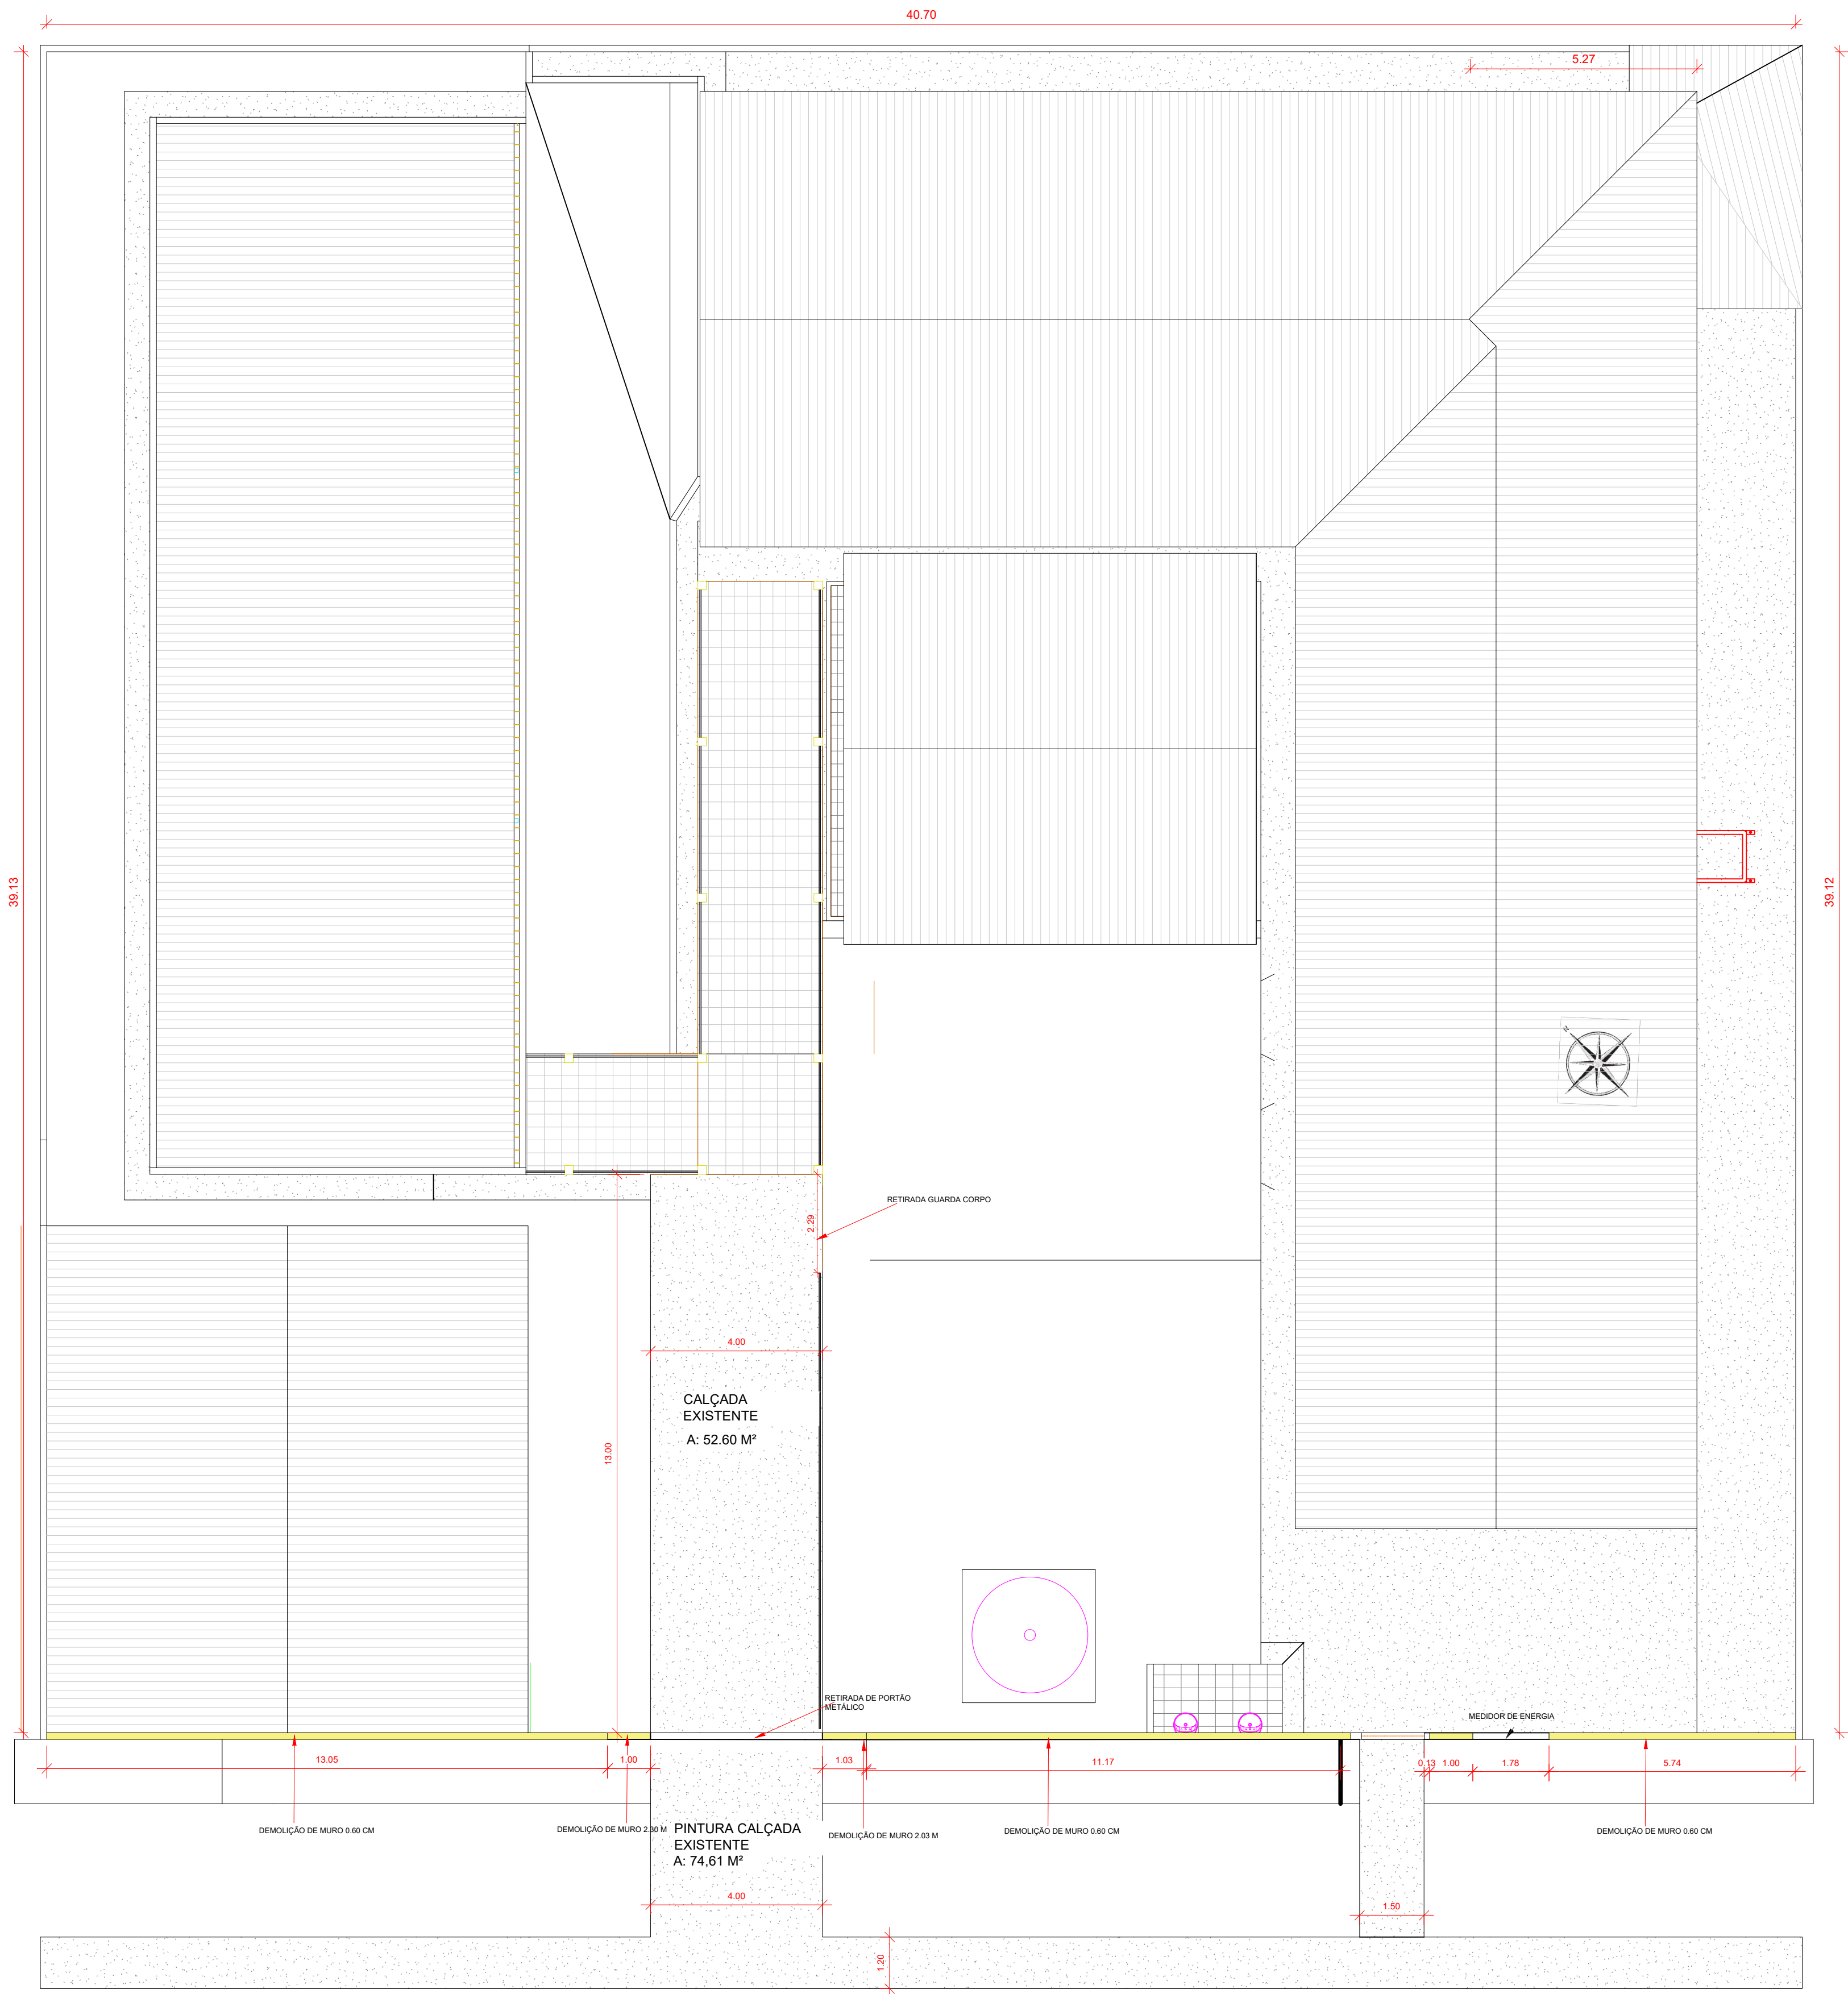 40.70
5.27
39.13
39.12
N
RETIRADA GUARDA CORPO
2.29
4.00
CALÇADA
EXISTENTE
A: 52.60 M²
13.00
RETIRADA DE PORTÃO
METÁLICO
MEDIDOR DE ENERGIA
13.05
1.00
1.03
11.17
0.13
1.00
1.78
5.74
DEMOLIÇÃO DE MURO 0.60 CM
DEMOLIÇÃO DE MURO 2.30 M
PINTURA CALÇADA
EXISTENTE
A: 74,61 M²
DEMOLIÇÃO DE MURO 2.03 M
DEMOLIÇÃO DE MURO 0.60 CM
DEMOLIÇÃO DE MURO 0.60 CM
4.00
1.50
1.20